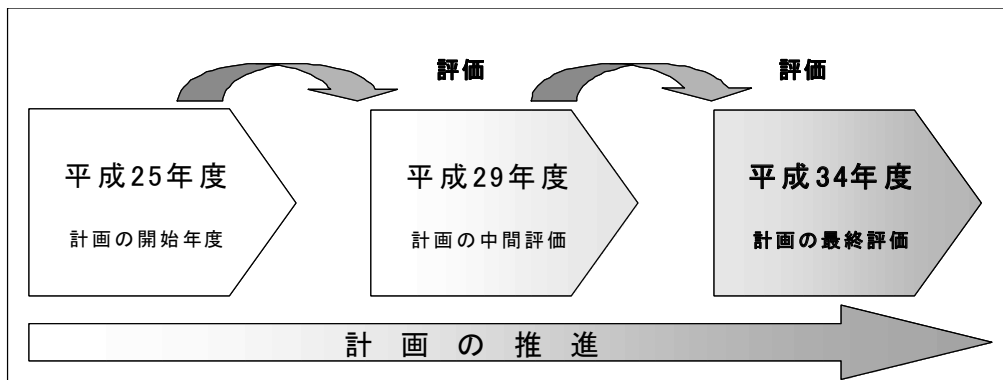 評価
評価
平成25年度
計画の開始年度
平成29年度
計画の中間評価
平成34年度
計画の最終評価
計画の推進